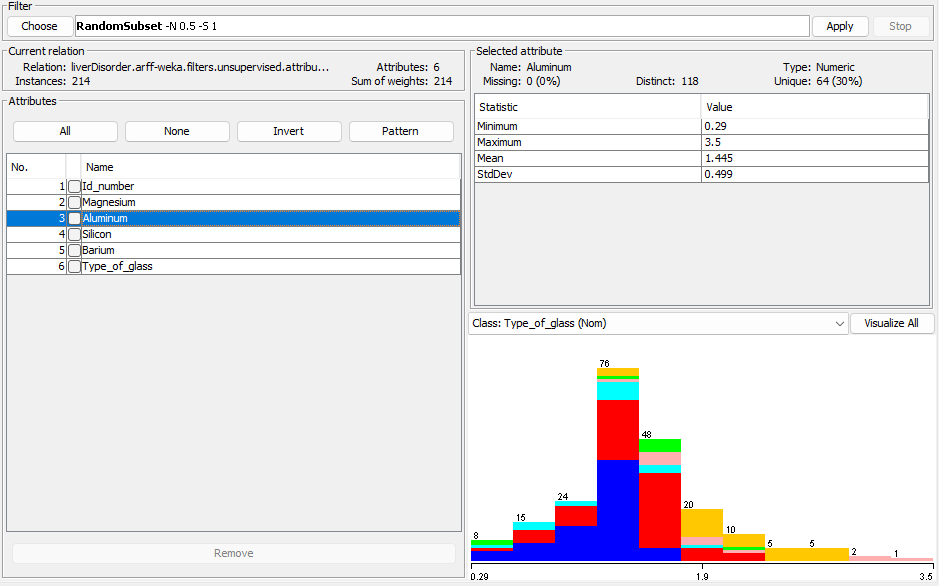 Filter
Choose RandomSubset -N 0.5 -S 1 Apply Stop
Current relation
Relation: liverDisorder.arff-weka.filters.unsupervised.attribu... Attributes: 6
Instances: 214 Sum of weights: 214
Attributes
All None Invert Pattern
No. Name
1 Id_number
2 Magnesium
3 Aluminum
4 Silicon
5 Barium
6 Type_of_glass
Remove
Selected attribute
Name: Aluminum Type: Numeric
Missing: 0 (0%) Distinct: 118 Unique: 64 (30%)
Statistic Value
Minimum 0.29
Maximum 3.5
Mean 1.445
StdDev 0.499
Class: Type_of_glass (Nom) Visualize All
76
48
24
20
15
10
8
5 5
2 1
0.29 1.9 3.5